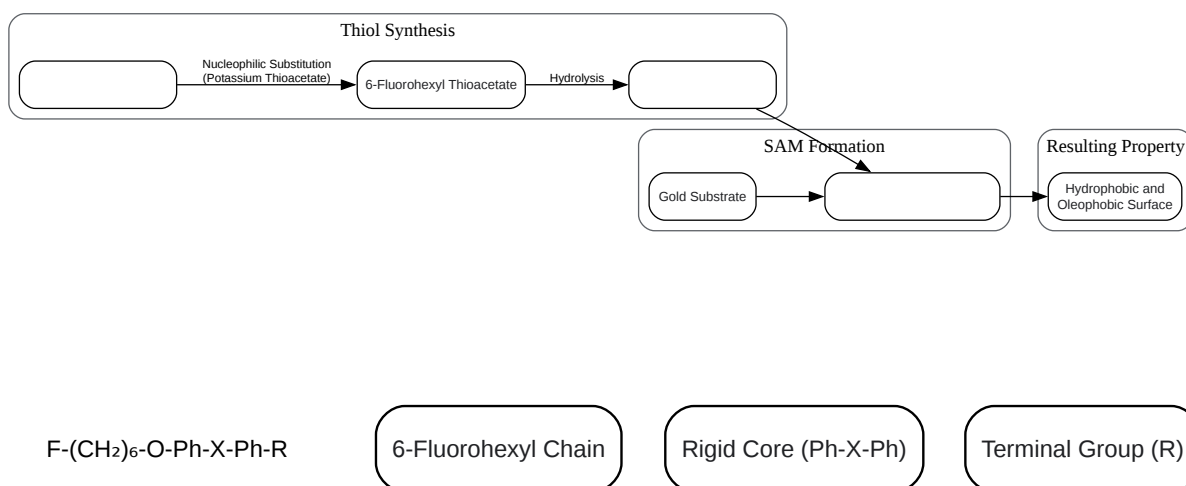 Thiol Synthesis
Nucleophilic Substitution
(Potassium Thioacetate)
6-Fluorohexyl Thioacetate
Hydrolysis
SAM Formation
Resulting Property
Gold Substrate
Hydrophobic and
Oleophobic Surface
F-(CH₂)₆-O-Ph-X-Ph-R
6-Fluorohexyl Chain
Rigid Core (Ph-X-Ph)
Terminal Group (R)